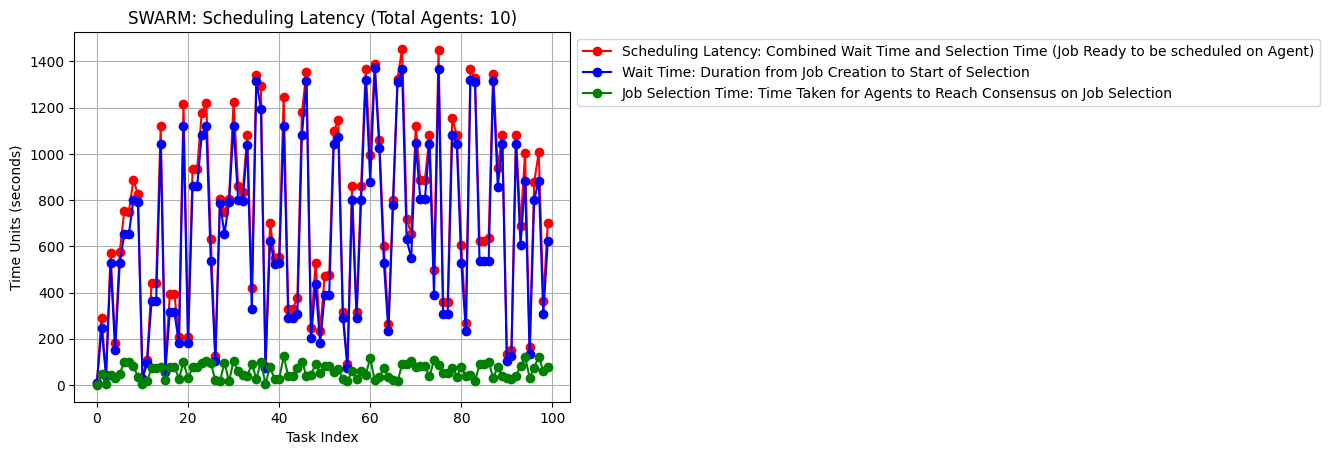 SWARM: Scheduling Latency (Total Agents: 10)
Scheduling Latency: Combined Wait Time and Selection Time (Job Ready to be scheduled on Agent)
Wait Time: Duration from Job Creation to Start of Selection
Job Selection Time: Time Taken for Agents to Reach Consensus on Job Selection
Time Units (seconds)
1400
1200
1000
800
600
400
200
0
0 20 40 60 80 100
Task Index